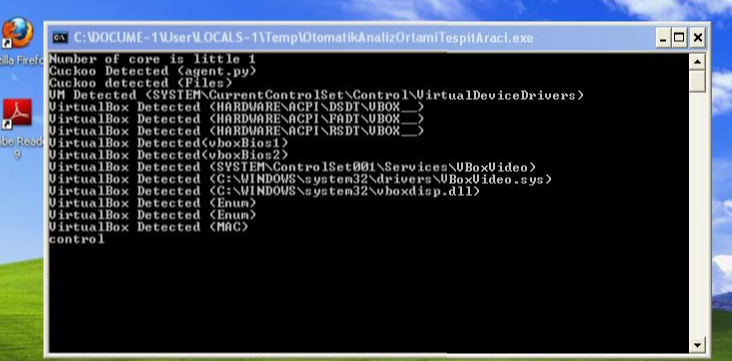 C:\DOCUME~1\User\LOCALS~1\Temp\OtomatikAnalizOrtamiTespitAraci.exe
Number of core is little 1
Cuckoo Detected (agent.py)
Cuckoo detected (Files)
VM Detected (SYSTEM\CurrentControlSet\Control\VirtualDeviceDrivers)
VirtualBox Detected (HARDWARE\ACPI\DSDT\VBOX__)
VirtualBox Detected (HARDWARE\ACPI\FADT\VBOX__)
VirtualBox Detected (HARDWARE\ACPI\RSDT\VBOX__)
VirtualBox Detected(vboxBios1)
VirtualBox Detected(vboxBios2)
VirtualBox Detected (SYSTEM\ControlSet001\Services\VBoxVideo)
VirtualBox Detected (C:\WINDOWS\system32\drivers\VBoxVideo.sys)
VirtualBox Detected (C:\WINDOWS\system32\vboxdisp.dll)
VirtualBox Detected (Enum)
VirtualBox Detected (Enum)
VirtualBox Detected (MAC)
control
zilla Firefo
obe Read
9